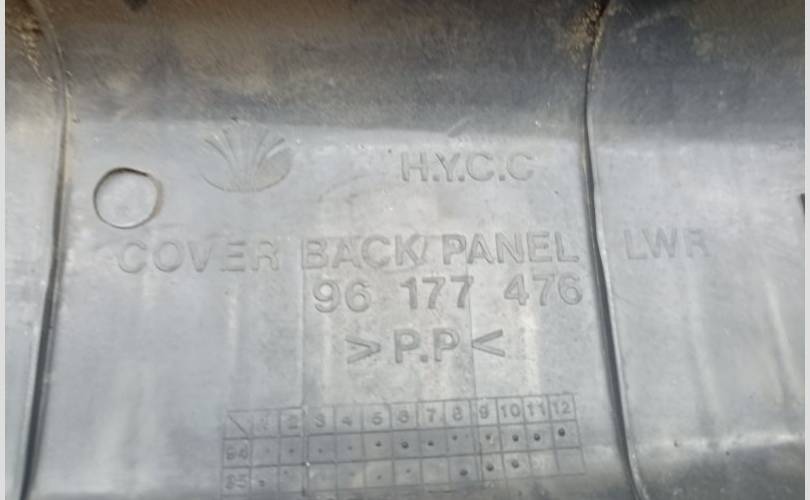 H.Y.C.C
COVER BACK PANEL LWR
96 177 476
>P.P<
1 2 3 4 5 6 7 8 9 10 11 12
94
95